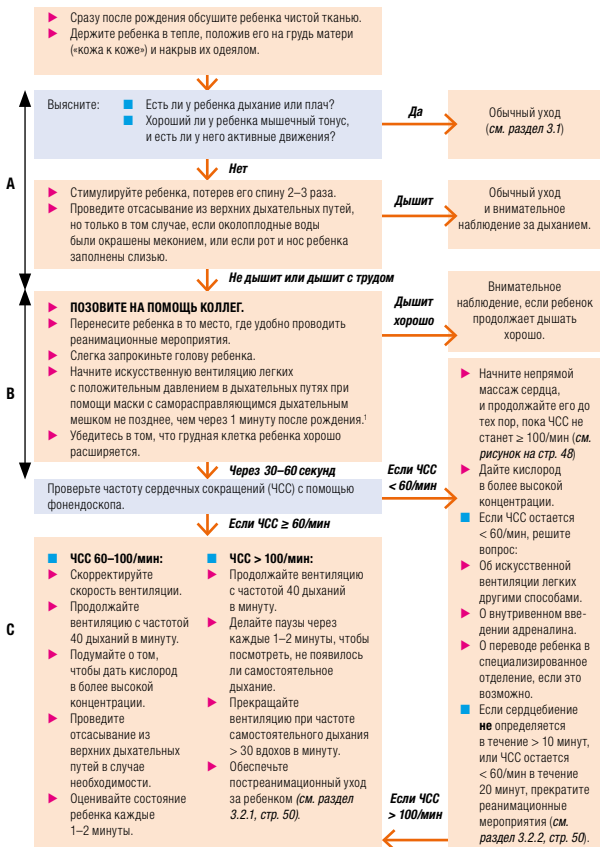 ► Сразу после рождения обсушите ребенка чистой тканью.
► Держите ребенка в тепле, положив его на грудь матери
(«кожа к коже») и накрыв их одеялом.
A
Выясните:
■ Есть ли у ребенка дыхание или плач?
■ Хороший ли у ребенка мышечный тонус,
и есть ли у него активные движения?
Да
Обычный уход
(см. раздел 3.1)
Нет
► Стимулируйте ребенка, потерев его спину 2–3 раза.
► Проведите отсасывание из верхних дыхательных путей,
но только в том случае, если околоплодные воды
были окрашены меконием, или если рот и нос ребенка
заполнены слизью.
Дышит
Обычный уход
и внимательное
наблюдение за дыханием.
Не дышит или дышит с трудом
B
► ПОЗОВИТЕ НА ПОМОЩЬ КОЛЛЕГ.
► Перенесите ребенка в то место, где удобно проводить
реанимационные мероприятия.
► Слегка запрокиньте голову ребенка.
► Начните искусственную вентиляцию легких
с положительным давлением в дыхательных путях при
помощи маски с саморасправляющимся дыхательным
мешком не позднее, чем через 1 минуту после рождения.¹
► Убедитесь в том, что грудная клетка ребенка хорошо
расширяется.
Дышит
хорошо
Внимательное
наблюдение, если ребенок
продолжает дышать
хорошо.
Через 30–60 секунд
Проверьте частоту сердечных сокращений (ЧСС) с помощью
фонендоскопа.
Если ЧСС
< 60/мин
► Начните непрямой
массаж сердца,
и продолжайте его до
тех пор, пока ЧСС не
станет ≥ 100/мин (см.
рисунок на стр. 48)
► Дайте кислород
в более высокой
концентрации.
■ Если ЧСС остается
< 60/мин, решите
вопрос:
► Об искусственной
вентиляции легких
другими способами.
► О внутривенном вве-
дении адреналина.
► О переводе ребенка в
специализированное
отделение, если это
возможно.
■ Если сердцебиение
не определяется
в течение > 10 минут,
или ЧСС остается
< 60/мин в течение
20 минут, прекратите
реанимационные
мероприятия (см.
раздел 3.2.2, стр. 50).
Если ЧСС ≥ 60/мин
C
■ ЧСС 60–100/мин:
► Скорректируйте
скорость вентиляции.
► Продолжайте
вентиляцию с частотой
40 дыханий в минуту.
► Подумайте о том,
чтобы дать кислород
в более высокой
концентрации.
► Проведите
отсасывание из
верхних дыхательных
путей в случае
необходимости.
► Оценивайте состояние
ребенка каждые
1–2 минуты.
■ ЧСС > 100/мин:
► Продолжайте вентиляцию
с частотой 40 дыханий
в минуту.
► Делайте паузы через
каждые 1–2 минуты, чтобы
посмотреть, не появилось
ли самостоятельное
дыхание.
► Прекращайте
вентиляцию при частоте
самостоятельного дыхания
> 30 вдохов в минуту.
► Обеспечьте
постреанимационный уход
за ребенком (см. раздел
3.2.1, стр. 50).
Если ЧСС
> 100/мин